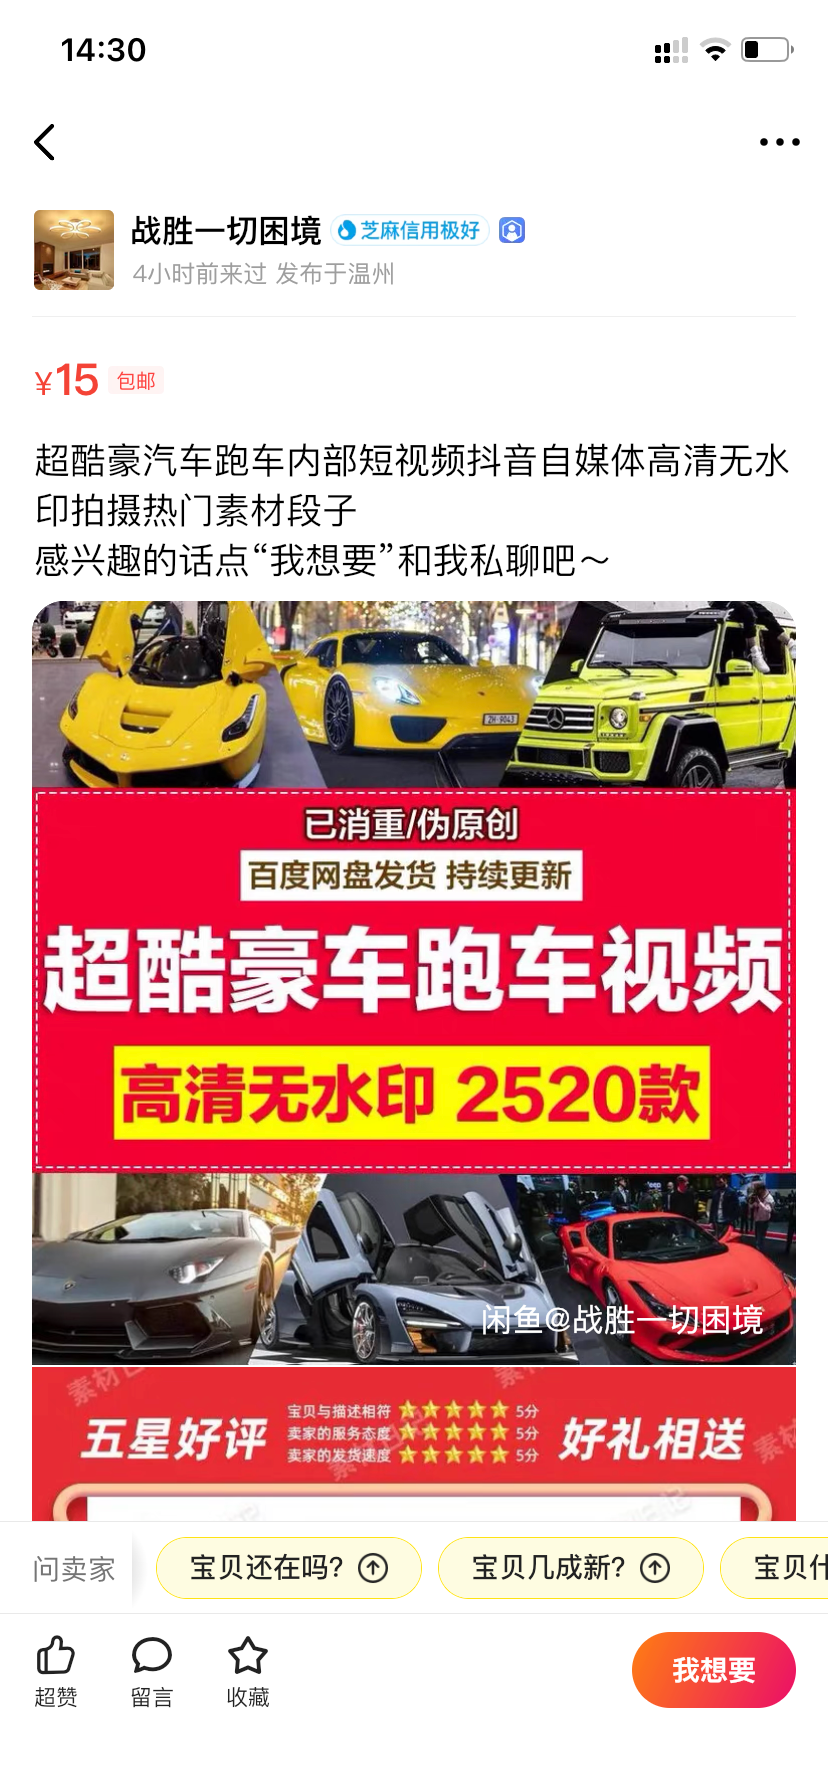 14:30
战胜一切困境 芝麻信用极好
4小时前来过 发布于温州
¥15 包邮
超酷豪汽车跑车内部短视频抖音自媒体高清无水
印拍摄热门素材段子
感兴趣的话点“我想要”和我私聊吧～
2H·9043
已消重/伪原创
百度网盘发货 持续更新
超酷豪车跑车视频
高清无水印 2520款
闲鱼@战胜一切困境
五星好评
宝贝与描述相符 ★★★★★ 5分
卖家的服务态度 ★★★★★ 5分
卖家的发货速度 ★★★★★ 5分
好礼相送
问卖家 宝贝还在吗? 宝贝几成新? 宝贝什
超赞 留言 收藏 我想要